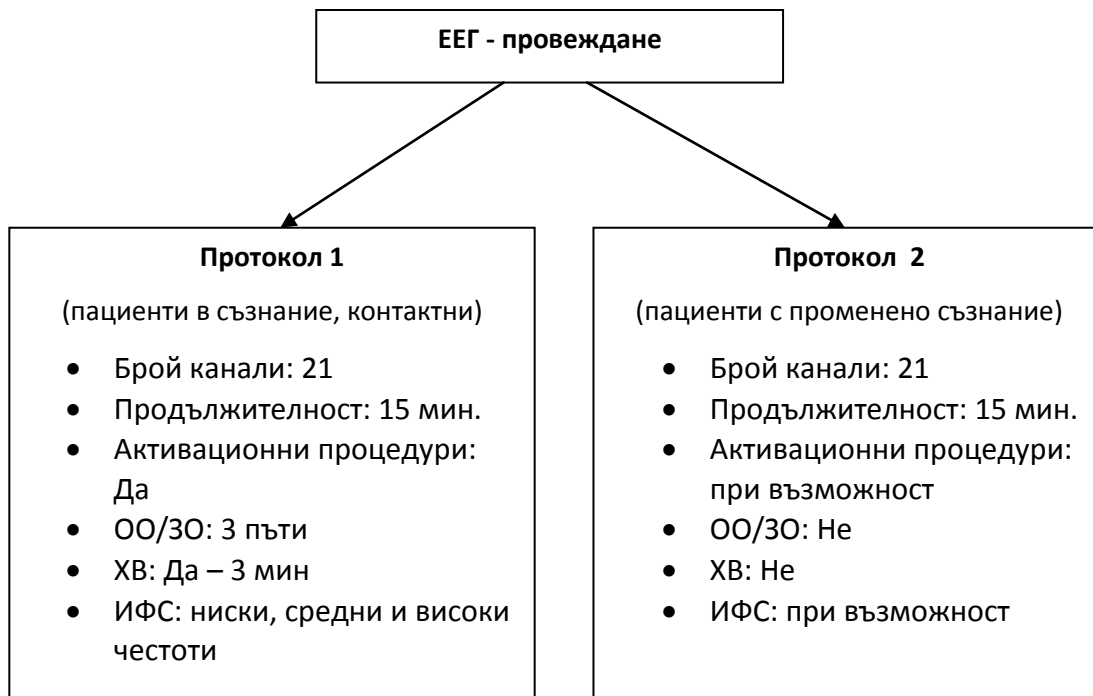 ЕЕГ - провеждане
Протокол 1
(пациенти в съзнание, контактни)
• Брой канали: 21
• Продължителност: 15 мин.
• Активационни процедури:
Да
• ОО/ЗО: 3 пъти
• ХВ: Да – 3 мин
• ИФС: ниски, средни и високи
честоти
Протокол 2
(пациенти с променено съзнание)
• Брой канали: 21
• Продължителност: 15 мин.
• Активационни процедури:
при възможност
• ОО/ЗО: Не
• ХВ: Не
• ИФС: при възможност